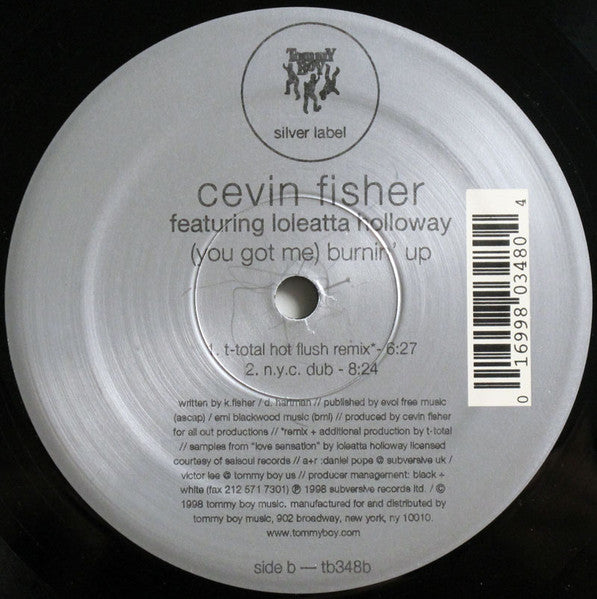 Tommy
Boy
silver label
cevin fisher
featuring loleatta holloway
(you got me) burnin' up
1. t-total hot flush remix*- 6:27
2. n.y.c. dub - 8:24
written by k.fisher / d. hartman // published by evol free music
(ascap) / emi blackwood music (bmi) // produced by cevin fisher
for all out productions // *remix + additional production by t-total
// samples from "love sensation" by loleatta holloway licensed
courtesy of salsoul records // a+r :daniel pope @ subversive uk /
victor lee @ tommy boy us // producer management: black +
white (fax 212 571 7301) ℗ 1998 subversive records ltd. / ©
1998 tommy boy music. manufactured for and distributed by
tommy boy music, 902 broadway, new york, ny 10010.
www.tommyboy.com
side b — tb348b
0 16998 03480 4